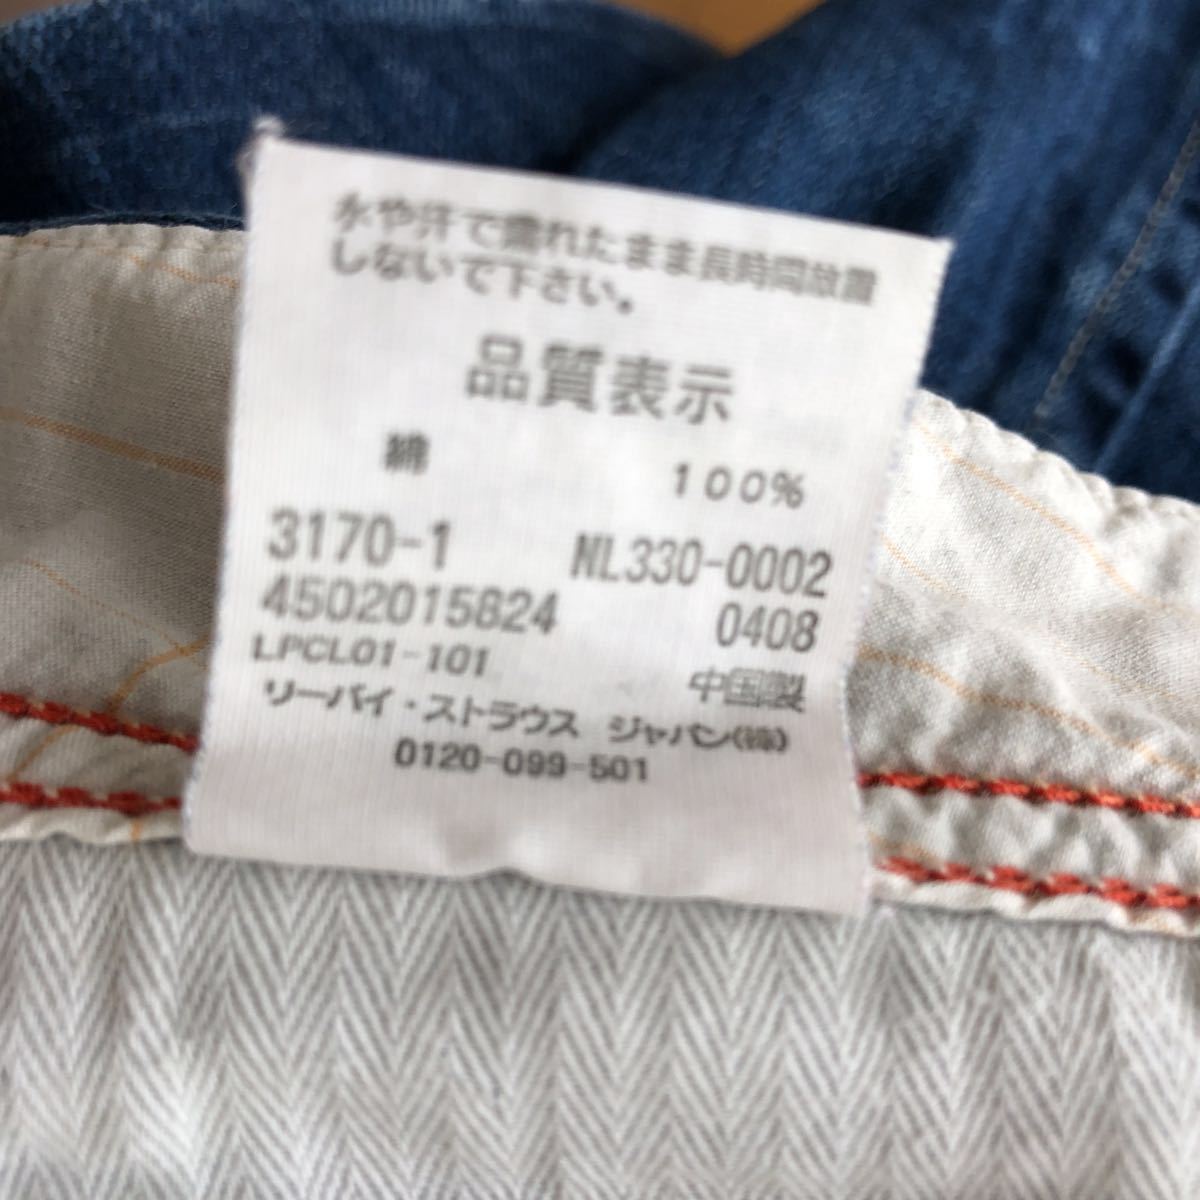 水や汗で濡れたまま長時間放置
しないで下さい。
品質表示
綿 100%
3170-1 NL330-0002
4502015824 0408
LPCL01-101 中国製
リーバイ・ストラウス ジャパン(株)
0120-099-501